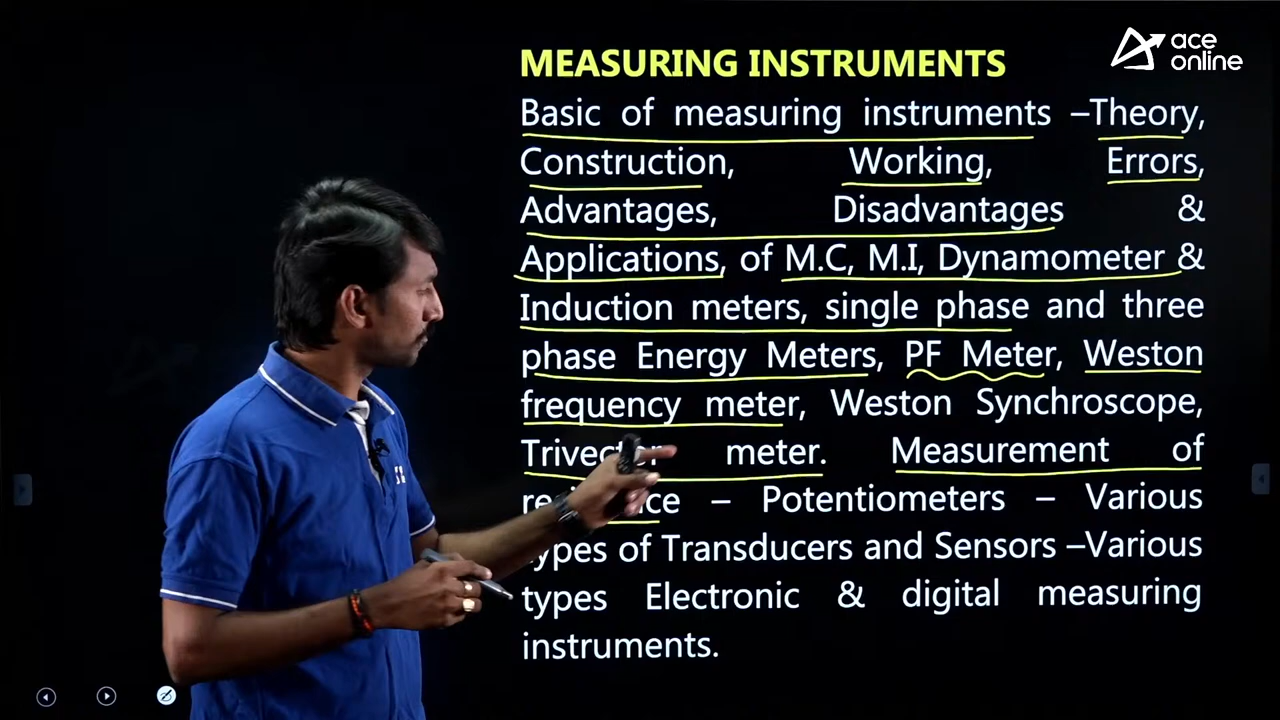 ace
online
MEASURING INSTRUMENTS
Basic of measuring instruments –Theory,
Construction, Working, Errors,
Advantages, Disadvantages &
Applications, of M.C, M.I, Dynamometer &
Induction meters, single phase and three
phase Energy Meters, PF Meter, Weston
frequency meter, Weston Synchroscope,
Trivector meter. Measurement of
– Potentiometers – Various
types of Transducers and Sensors –Various
types Electronic & digital measuring
instruments.